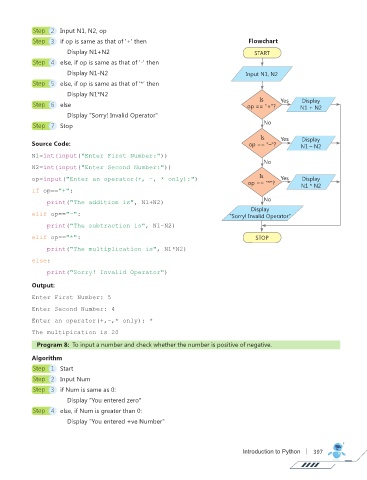 Step 2 Input N1, N2, op
Step 3 if op is same as that of '+' then
Display N1+N2
Step 4 else, if op is same as that of '-' then
Display N1-N2
Step 5 else, if op is same as that of '*' then
Display N1*N2
Step 6 else
Display "Sorry! Invalid Operator"
Step 7 Stop
Source Code:
N1=int(input("Enter First Number:"))
N2=int(input("Enter Second Number:"))
op=input("Enter an operator(+, -, * only):")
if op=="+":
print("The addition is", N1+N2)
elif op=="-":
print("The subtraction is", N1-N2)
elif op=="*":
print("The multiplication is", N1*N2)
else:
print("Sorry! Invalid Operator")
Flowchart
START
Input N1, N2
Is
op == "+"?
Yes
Display
N1 + N2
No
Is
op == "−"?
Yes
Display
N1 − N2
No
Is
op == "*"?
Yes
Display
N1 * N2
No
Display
"Sorry! Invalid Operator"
STOP
Output:
Enter First Number: 5
Enter Second Number: 4
Enter an operator(+,-,* only): *
The multipication is 20
Program 8: To input a number and check whether the number is positive of negative.
Algorithm
Step 1 Start
Step 2 Input Num
Step 3 if Num is same as 0:
Display "You entered zero"
Step 4 else, if Num is greater than 0:
Display "You entered +ve Number"
Introduction to Python | 397